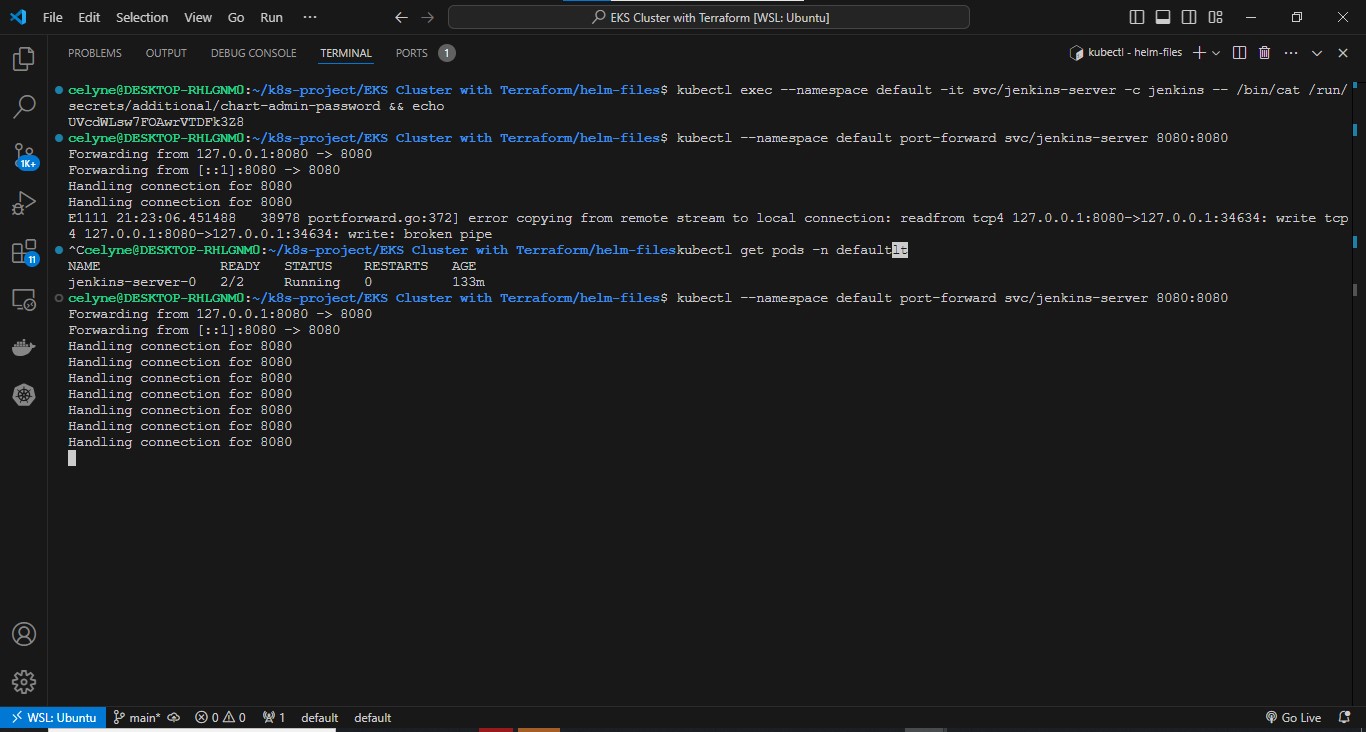 File Edit Selection View Go Run ··· EKS Cluster with Terraform [WSL: Ubuntu]
PROBLEMS OUTPUT DEBUG CONSOLE TERMINAL PORTS 1 kubectl - helm-files
celyne@DESKTOP-RHLGNM0:~/k8s-project/EKS Cluster with Terraform/helm-files$ kubectl exec --namespace default -it svc/jenkins-server -c jenkins -- /bin/cat /run/
secrets/additional/chart-admin-password && echo
UVcdWLsw7FOAwrVTDFk3Z8
celyne@DESKTOP-RHLGNM0:~/k8s-project/EKS Cluster with Terraform/helm-files$ kubectl --namespace default port-forward svc/jenkins-server 8080:8080
Forwarding from 127.0.0.1:8080 -> 8080
Forwarding from [::1]:8080 -> 8080
Handling connection for 8080
Handling connection for 8080
E1111 21:23:06.451488   38978 portforward.go:372] error copying from remote stream to local connection: readfrom tcp4 127.0.0.1:8080->127.0.0.1:34634: write tcp
4 127.0.0.1:8080->127.0.0.1:34634: write: broken pipe
^Ccelyne@DESKTOP-RHLGNM0:~/k8s-project/EKS Cluster with Terraform/helm-fileskubectl get pods -n defaultlt
NAME READY STATUS RESTARTS AGE
jenkins-server-0 2/2 Running 0 133m
celyne@DESKTOP-RHLGNM0:~/k8s-project/EKS Cluster with Terraform/helm-files$ kubectl --namespace default port-forward svc/jenkins-server 8080:8080
Forwarding from 127.0.0.1:8080 -> 8080
Forwarding from [::1]:8080 -> 8080
Handling connection for 8080
Handling connection for 8080
Handling connection for 8080
Handling connection for 8080
Handling connection for 8080
Handling connection for 8080
Handling connection for 8080
1K+
11
WSL: Ubuntu main* 0 0 1 default default Go Live